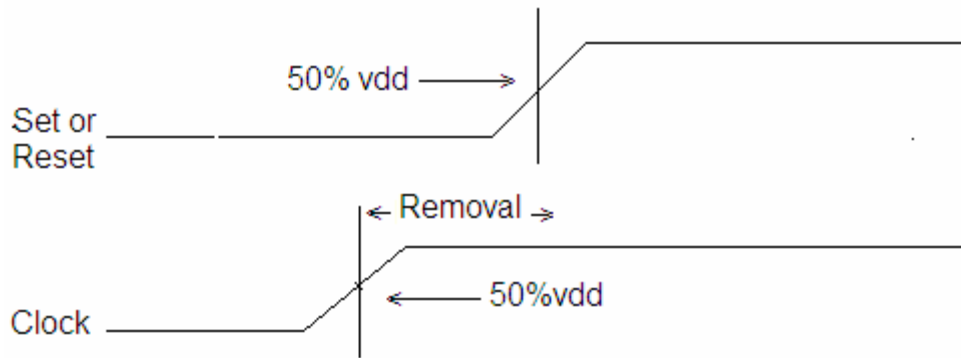 50% vdd
Set or
Reset
Removal
50%vdd
Clock